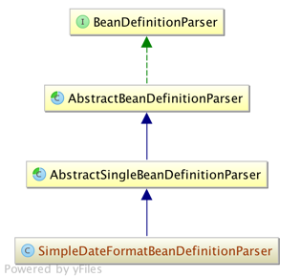 I BeanDefinitionParser
C AbstractBeanDefinitionParser
C AbstractSingleBeanDefinitionParser
C SimpleDateFormatBeanDefinitionParser
Powered by yFiles